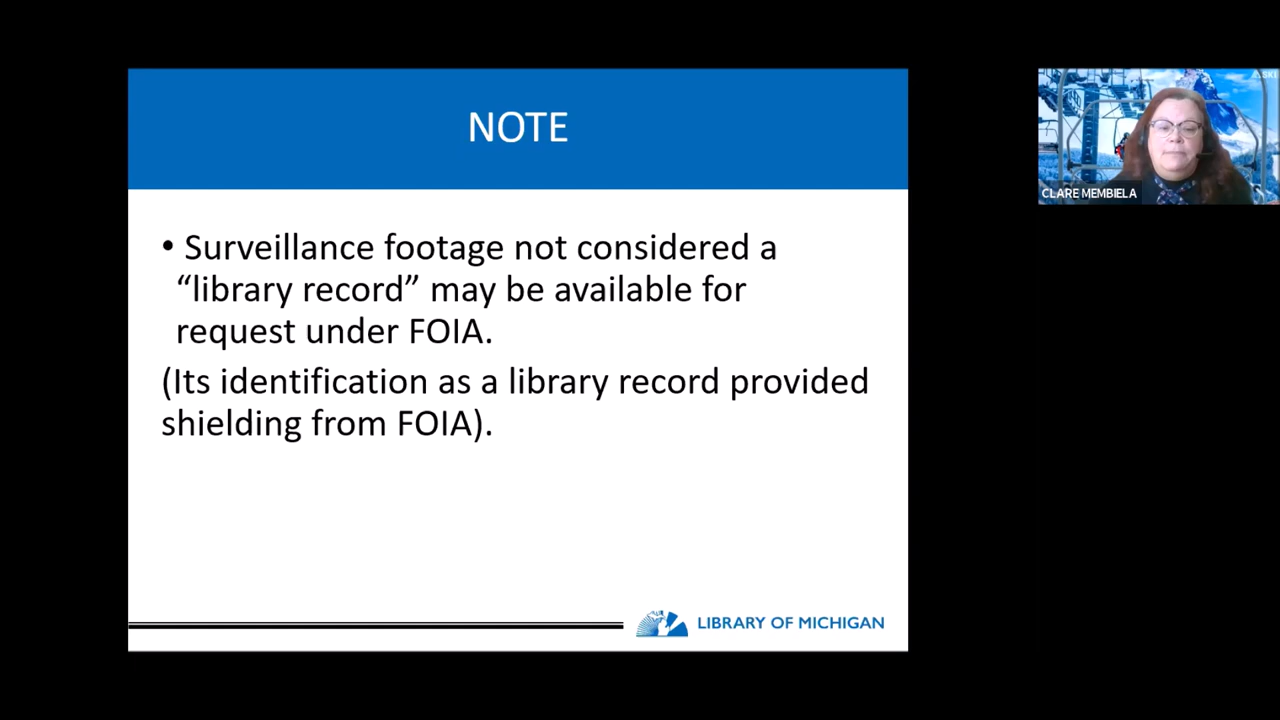 NOTE
• Surveillance footage not considered a
“library record” may be available for
request under FOIA.
(Its identification as a library record provided
shielding from FOIA).
LIBRARY OF MICHIGAN
CLARE MEMBIELA